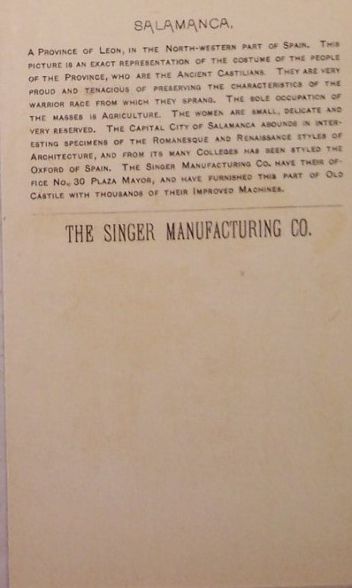 SALAMANCA.
A PROVINCE OF LEON, IN THE NORTH-WESTERN PART OF SPAIN. THIS
PICTURE IS AN EXACT REPRESENTATION OF THE COSTUME OF THE PEOPLE
OF THE PROVINCE, WHO ARE THE ANCIENT CASTILIANS. THEY ARE VERY
PROUD AND TENACIOUS OF PRESERVING THE CHARACTERISTICS OF THE
WARRIOR RACE FROM WHICH THEY SPRANG. THE SOLE OCCUPATION OF
THE MASSES IS AGRICULTURE. THE WOMEN ARE SMALL, DELICATE AND
VERY RESERVED. THE CAPITAL CITY OF SALAMANCA ABOUNDS IN INTER-
ESTING SPECIMENS OF THE ROMANESQUE AND RENAISSANCE STYLES OF
ARCHITECTURE, AND FROM ITS MANY COLLEGES HAS BEEN STYLED THE
OXFORD OF SPAIN. THE SINGER MANUFACTURING CO. HAVE THEIR OF-
FICE NO. 30 PLAZA MAYOR, AND HAVE FURNISHED THIS PART OF OLD
CASTILE WITH THOUSANDS OF THEIR IMPROVED MACHINES.
THE SINGER MANUFACTURING CO.